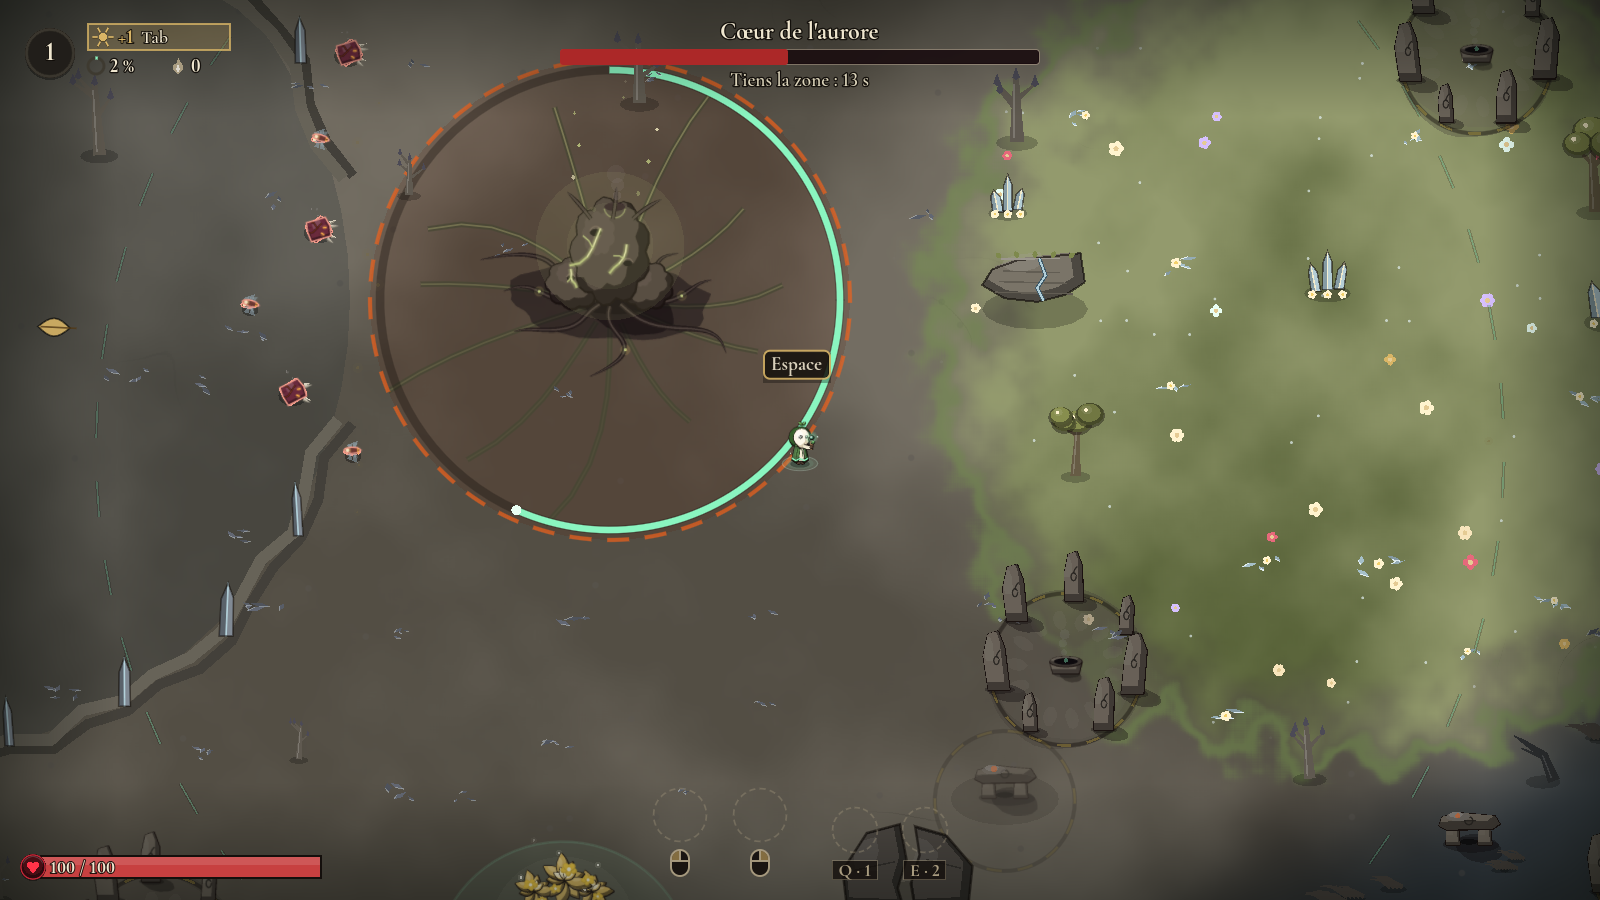 Cœur de l'aurore
Tiens la zone : 13 s
1
+1 Tab
2 %
0
Espace
100 / 100
Q · 1
E · 2